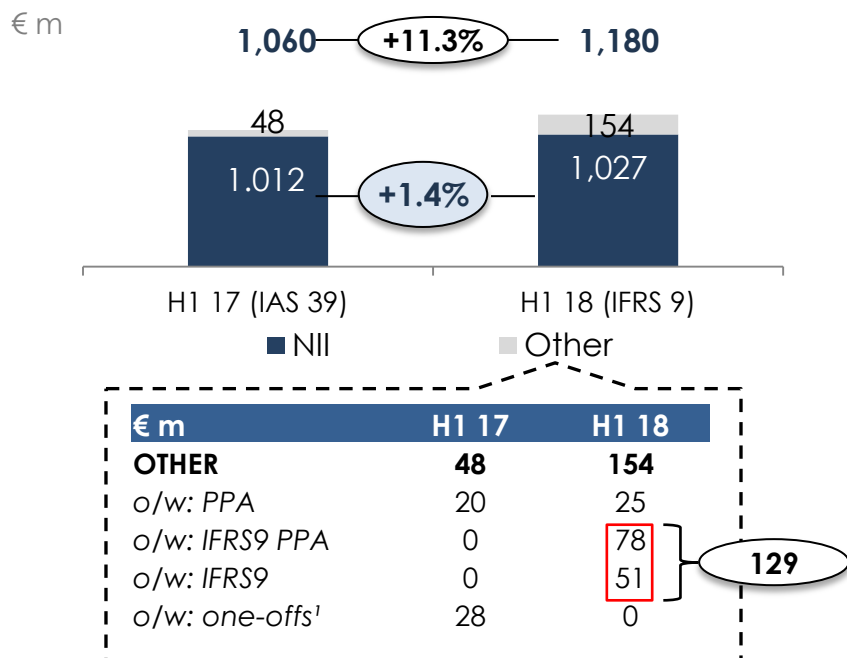 € m
1,060 +11.3% 1,180
48 154
1.012 +1.4% 1,027
H1 17 (IAS 39) H1 18 (IFRS 9)
NII Other
€ m H1 17 H1 18
OTHER 48 154
o/w: PPA 20 25
o/w: IFRS9 PPA 0 78
129
o/w: IFRS9 0 51
o/w: one-offs¹ 28 0